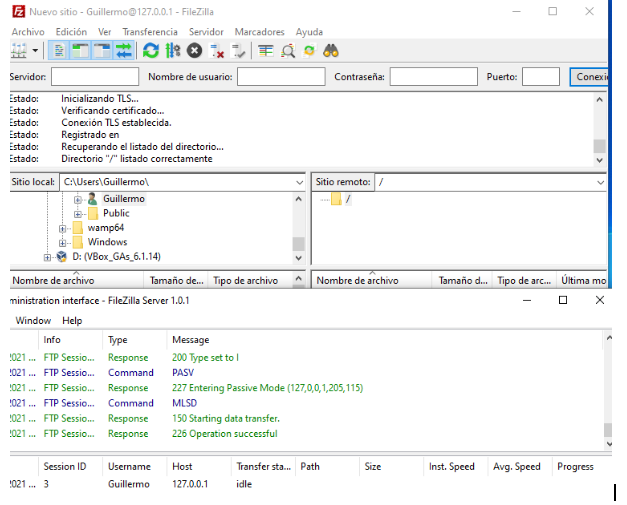 Nuevo sitio - Guillermo@127.0.0.1 - FileZilla
Archivo Edición Ver Transferencia Servidor Marcadores Ayuda
Servidor: Nombre de usuario: Contraseña: Puerto: Conexi
Estado: Inicializando TLS...
Estado: Verificando certificado...
Estado: Conexión TLS establecida.
Estado: Registrado en
Estado: Recuperando el listado del directorio...
Estado: Directorio "/" listado correctamente
Sitio local: C:\Users\Guillermo\ Sitio remoto: /
Guillermo /
Public
wamp64
Windows
D: (VBox_GAs_6.1.14)
Nombre de archivo Tamaño de... Tipo de archivo Nombre de archivo Tamaño d... Tipo de arc... Última mo
ministration interface - FileZilla Server 1.0.1
Window Help
Info Type Message
2021 ... FTP Sessio... Response 200 Type set to I
2021 ... FTP Sessio... Command PASV
2021 ... FTP Sessio... Response 227 Entering Passive Mode (127,0,0,1,205,115)
2021 ... FTP Sessio... Command MLSD
2021 ... FTP Sessio... Response 150 Starting data transfer.
2021 ... FTP Sessio... Response 226 Operation successful
Session ID Username Host Transfer sta... Path Size Inst. Speed Avg. Speed Progress
2021 ... 3 Guillermo 127.0.0.1 idle